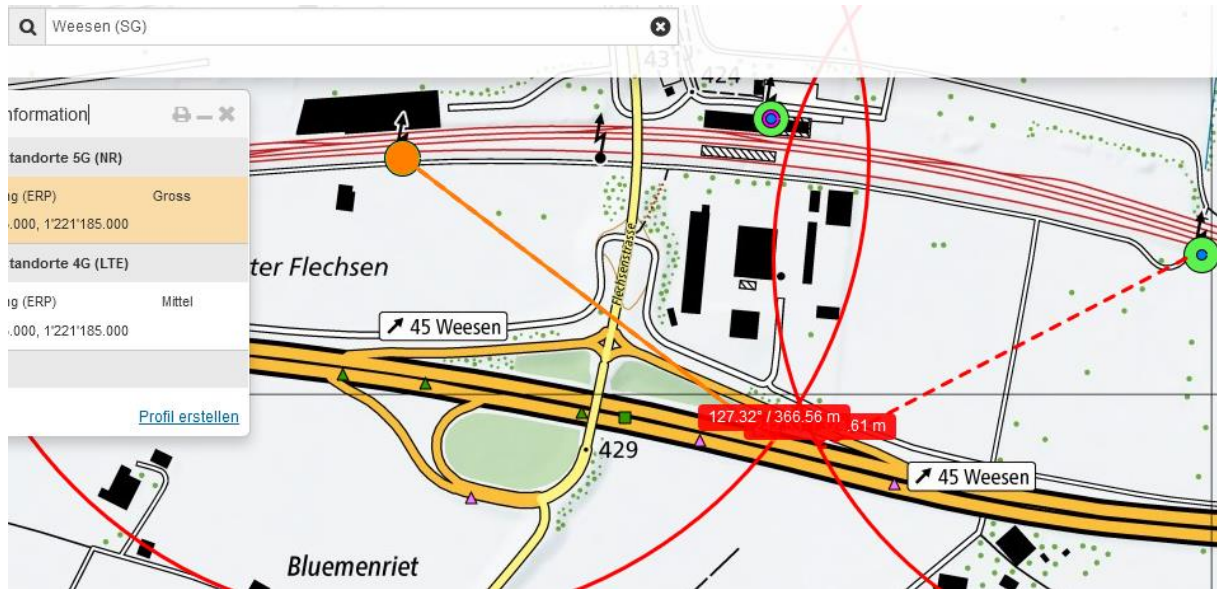 Weesen (SG)
431
424
nformation
tandorte 5G (NR)
ng (ERP) Gross
.000, 1'221'185.000
tandorte 4G (LTE)
ng (ERP) Mittel
.000, 1'221'185.000
Profil erstellen
ter Flechsen
Flechsenstrasse
45 Weesen
127.32° / 366.56 m
.61 m
429
45 Weesen
Bluemenriet